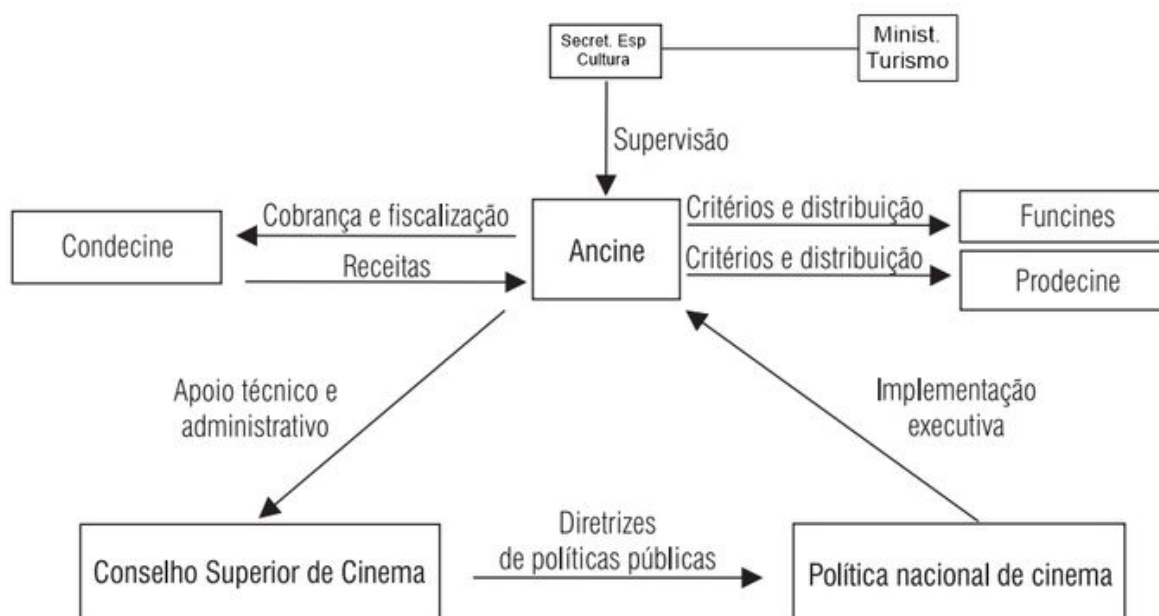 Secret. Esp
Cultura
Minist.
Turismo
Supervisão
Condecine
Cobrança e fiscalização
Receitas
Ancine
Critérios e distribuição
Funcines
Critérios e distribuição
Prodecine
Apoio técnico e
administrativo
Implementação
executiva
Conselho Superior de Cinema
Diretrizes
de políticas públicas
Política nacional de cinema